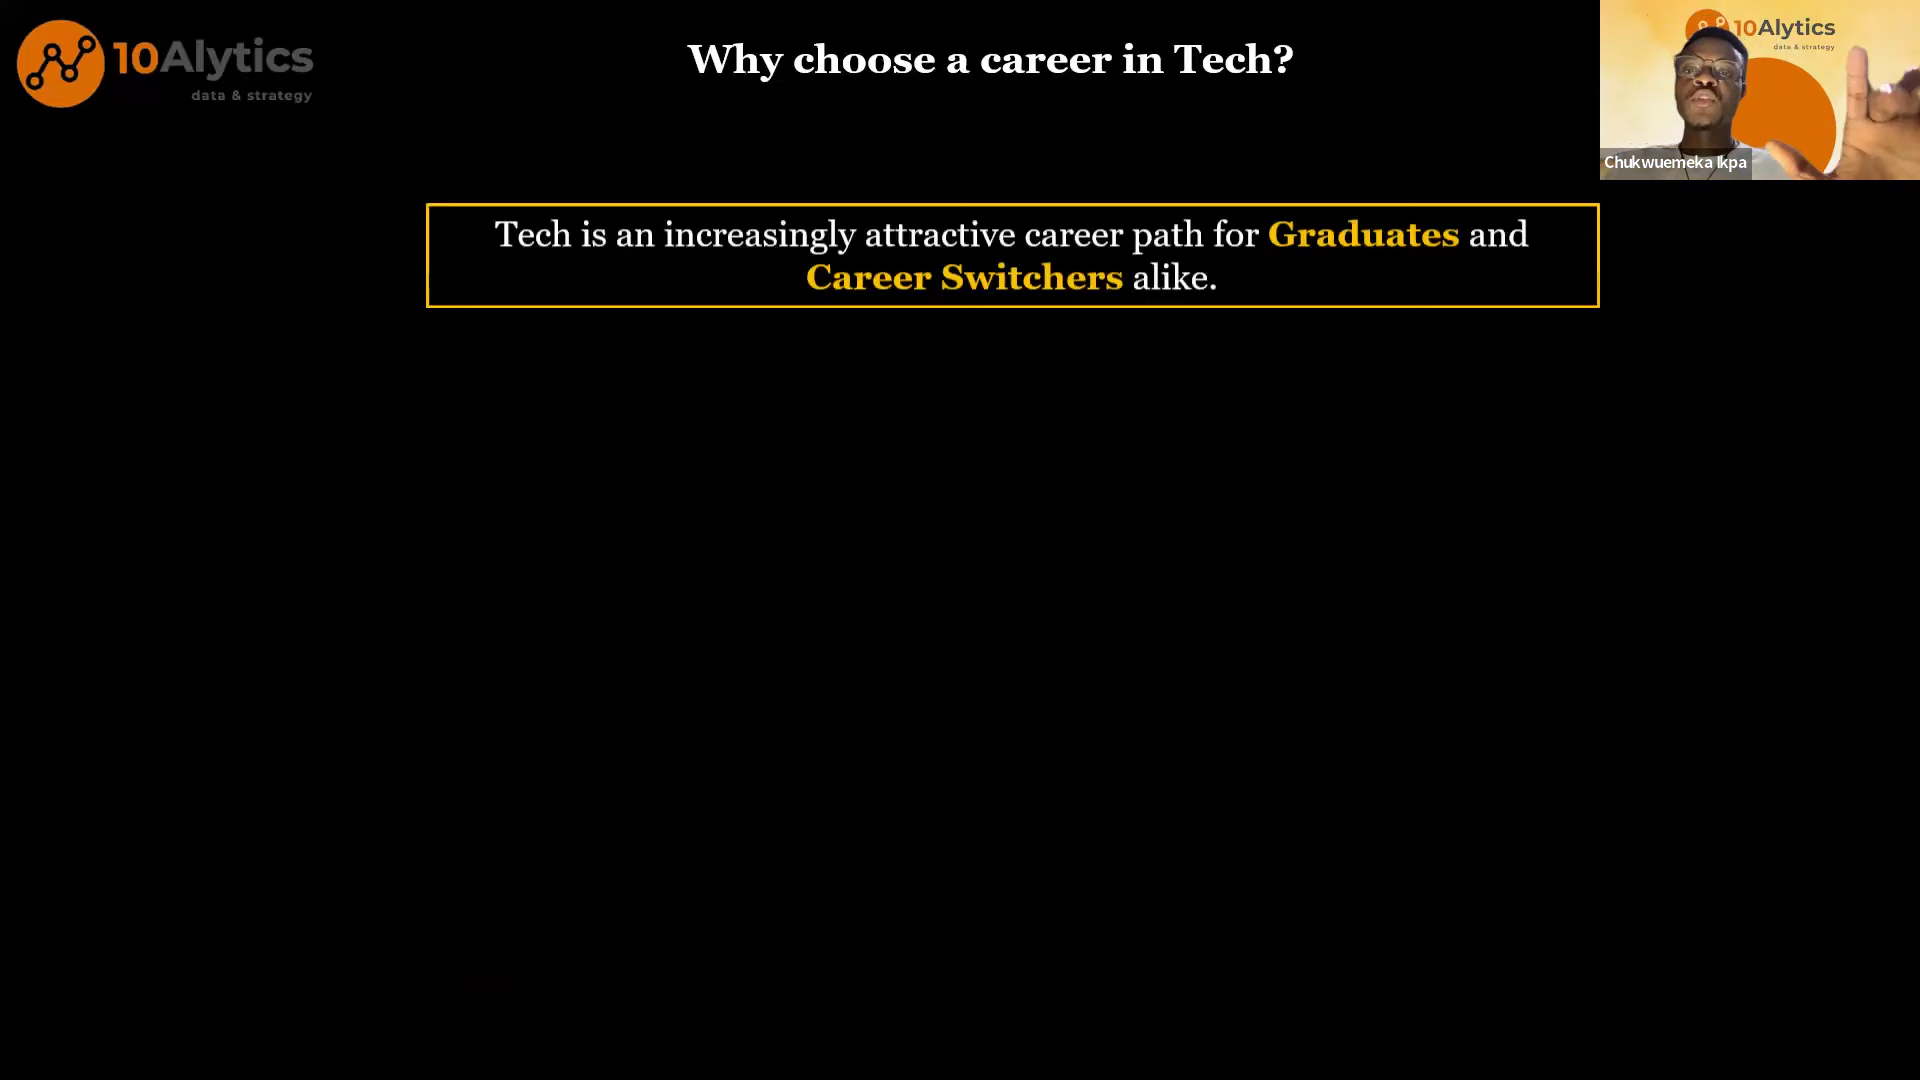 10Alytics
data & strategy
Why choose a career in Tech?
10Alytics
data & strategy
Chukwuemeka Ikpa
Tech is an increasingly attractive career path for Graduates and
Career Switchers alike.